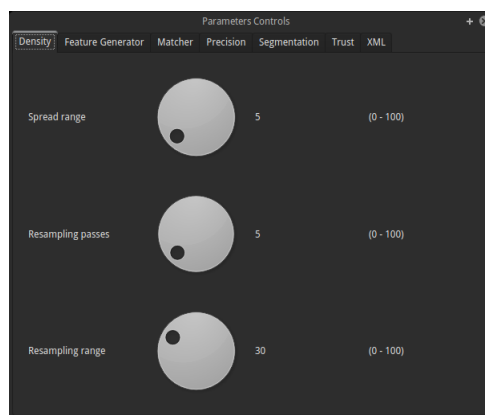 Parameters Controls
Density Feature Generator Matcher Precision Segmentation Trust XML
Spread range 5 (0 - 100)
Resampling passes 5 (0 - 100)
Resampling range 30 (0 - 100)